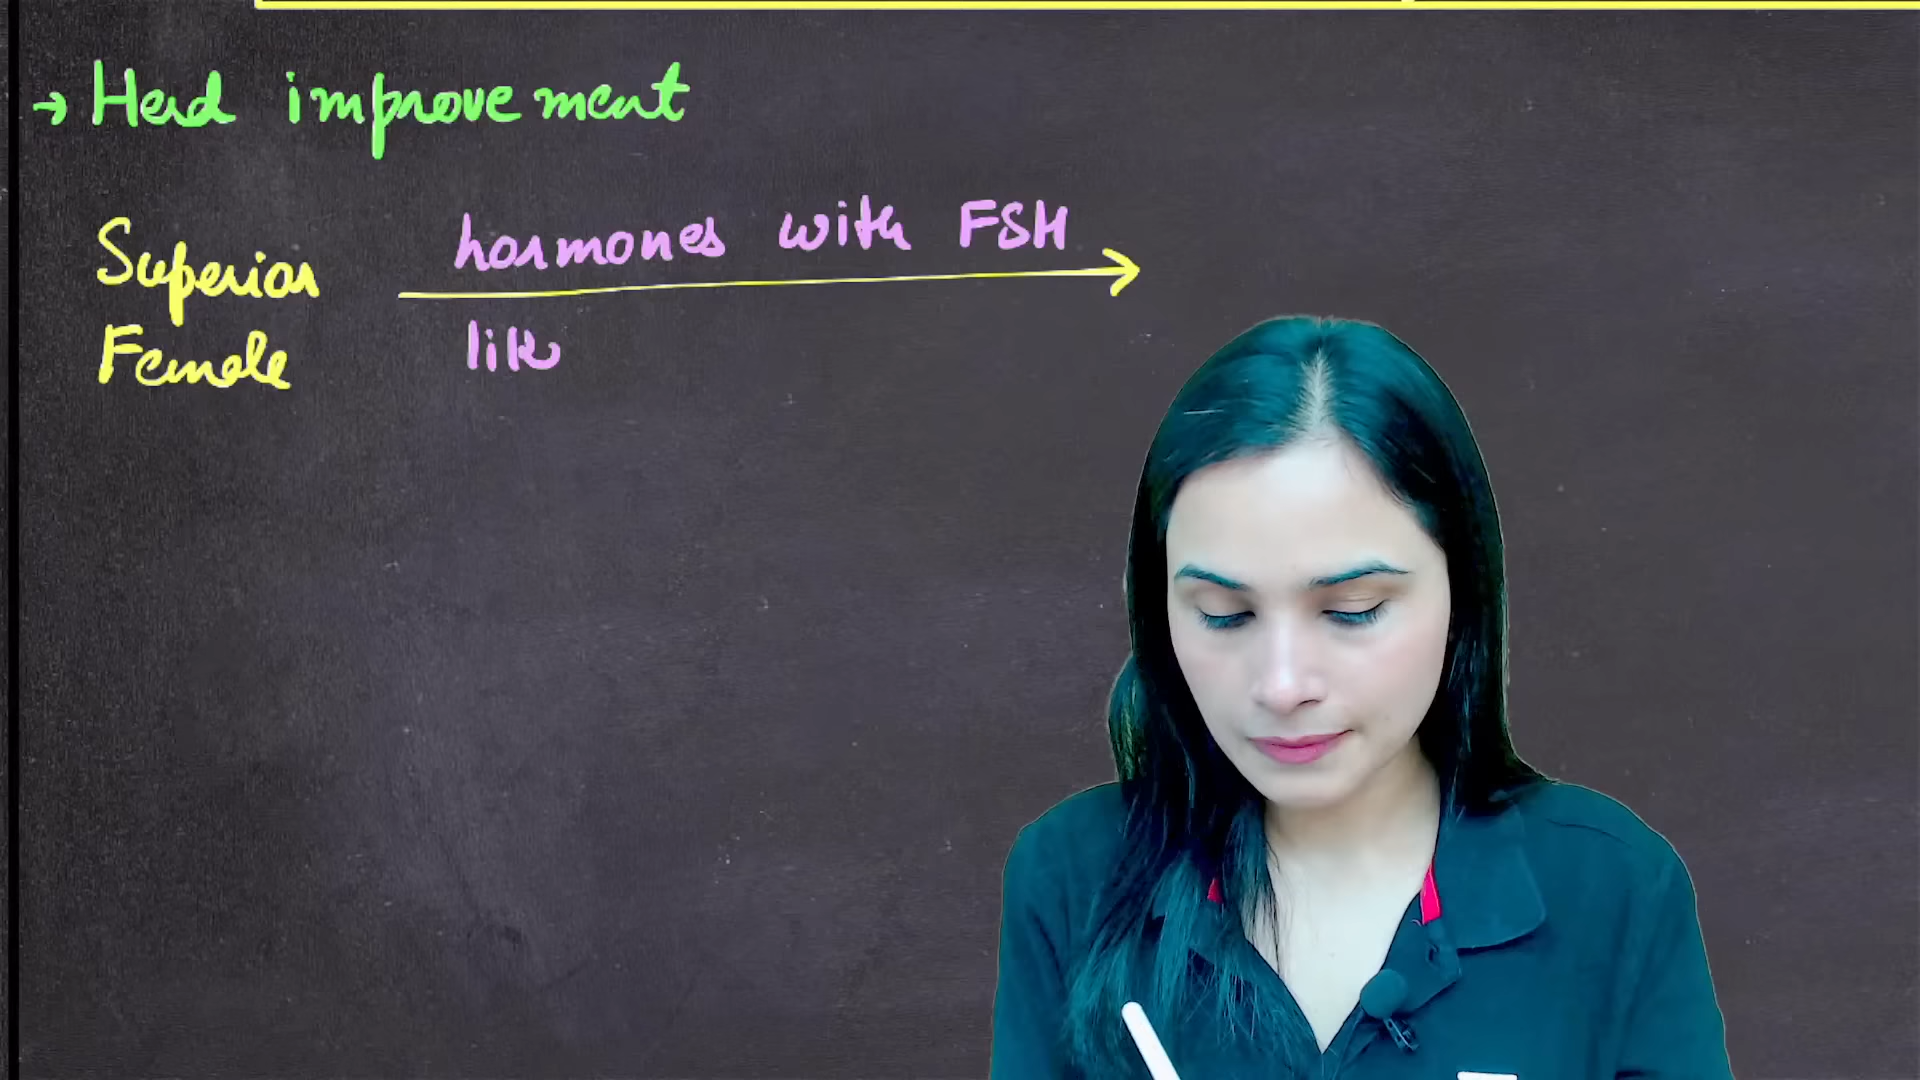 → Herd improvement
Superior
Female
hormones with FSH
like